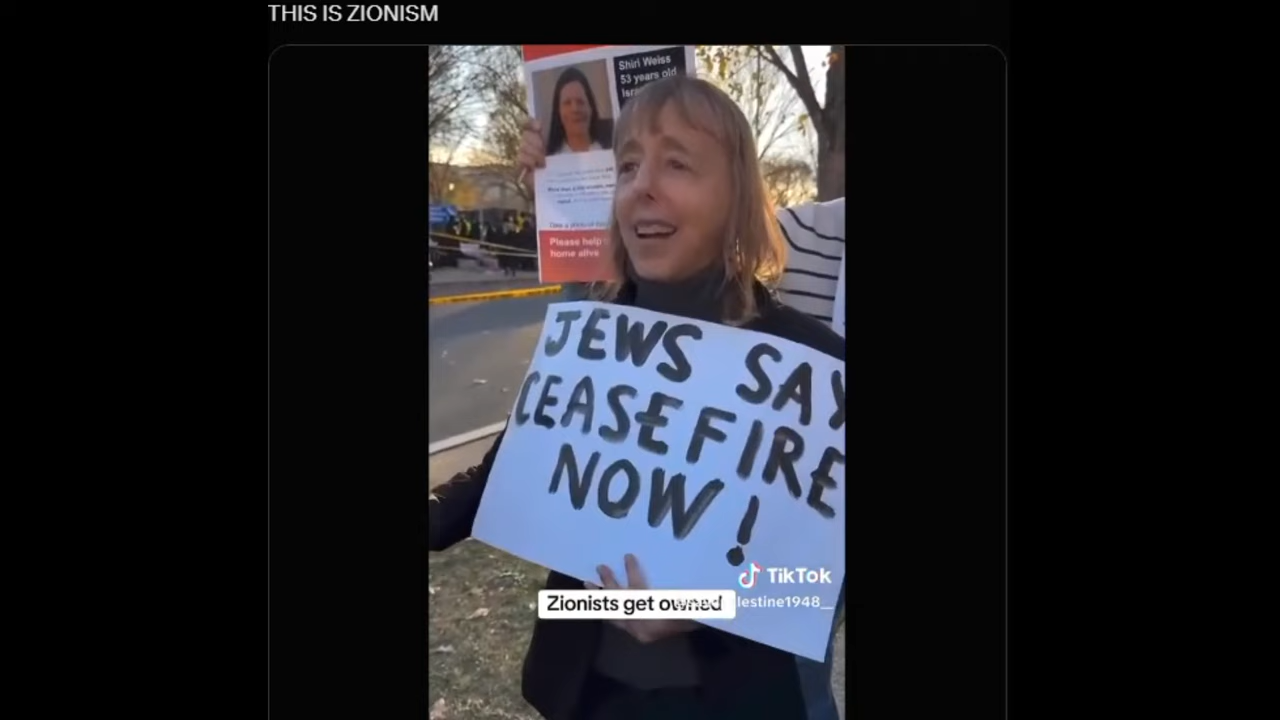 THIS IS ZIONISM
Shiri Weiss
53 years old
Please help
home alive
JEWS SAY
CEASEFIRE
NOW!
TikTok
Zionists get owned
lestine1948__